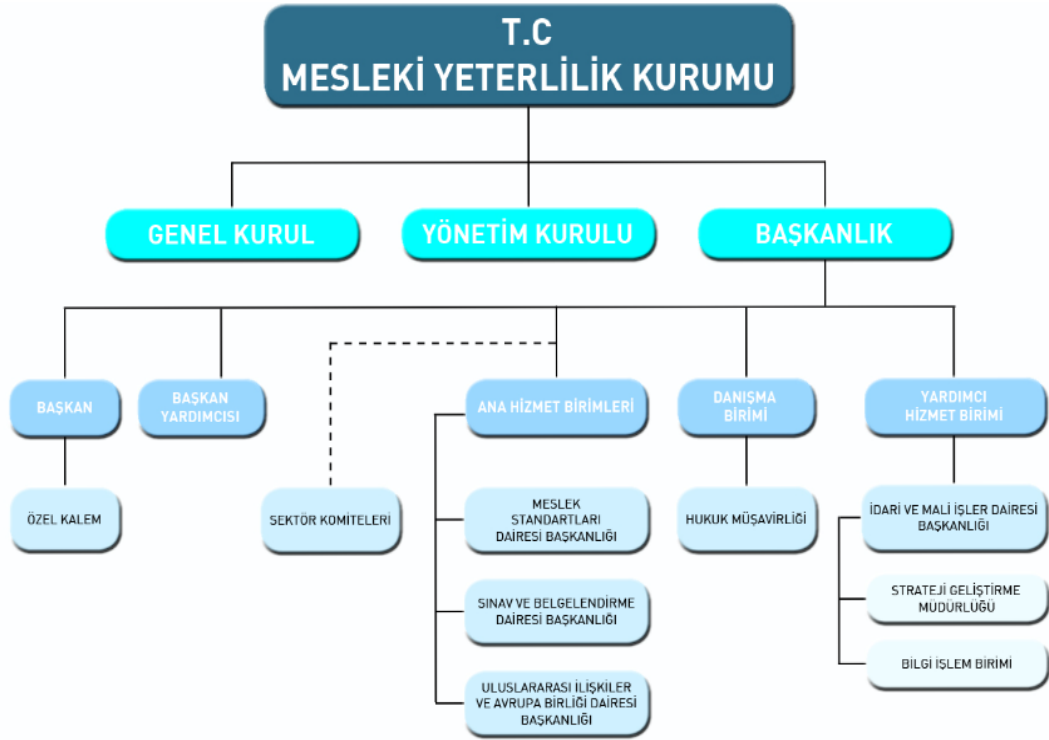 T.C
MESLEKİ YETERLİLİK KURUMU
GENEL KURUL
YÖNETİM KURULU
BAŞKANLIK
BAŞKAN
BAŞKAN
YARDIMCISI
ANA HİZMET BİRİMLERİ
DANIŞMA
BİRİMİ
YARDIMCI
HİZMET BİRİMİ
ÖZEL KALEM
SEKTÖR KOMİTELERİ
MESLEK
STANDARTLARI
DAİRESİ BAŞKANLIĞI
HUKUK MÜŞAVİRLİĞİ
İDARİ VE MALİ İŞLER DAİRESİ
BAŞKANLIĞI
SINAV VE BELGELENDİRME
DAİRESİ BAŞKANLIĞI
STRATEJİ GELİŞTİRME
MÜDÜRLÜĞÜ
ULUSLARARASI İLİŞKİLER
VE AVRUPA BİRLİĞİ DAİRESİ
BAŞKANLIĞI
BİLGİ İŞLEM BİRİMİ